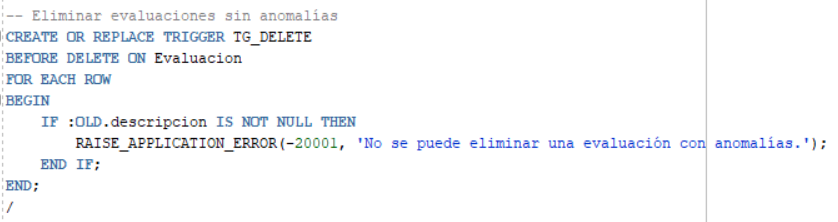 -- Eliminar evaluaciones sin anomalías
CREATE OR REPLACE TRIGGER TG_DELETE
BEFORE DELETE ON Evaluacion
FOR EACH ROW
BEGIN
    IF :OLD.descripcion IS NOT NULL THEN
        RAISE_APPLICATION_ERROR(-20001, 'No se puede eliminar una evaluación con anomalías.');
    END IF;
END;
/